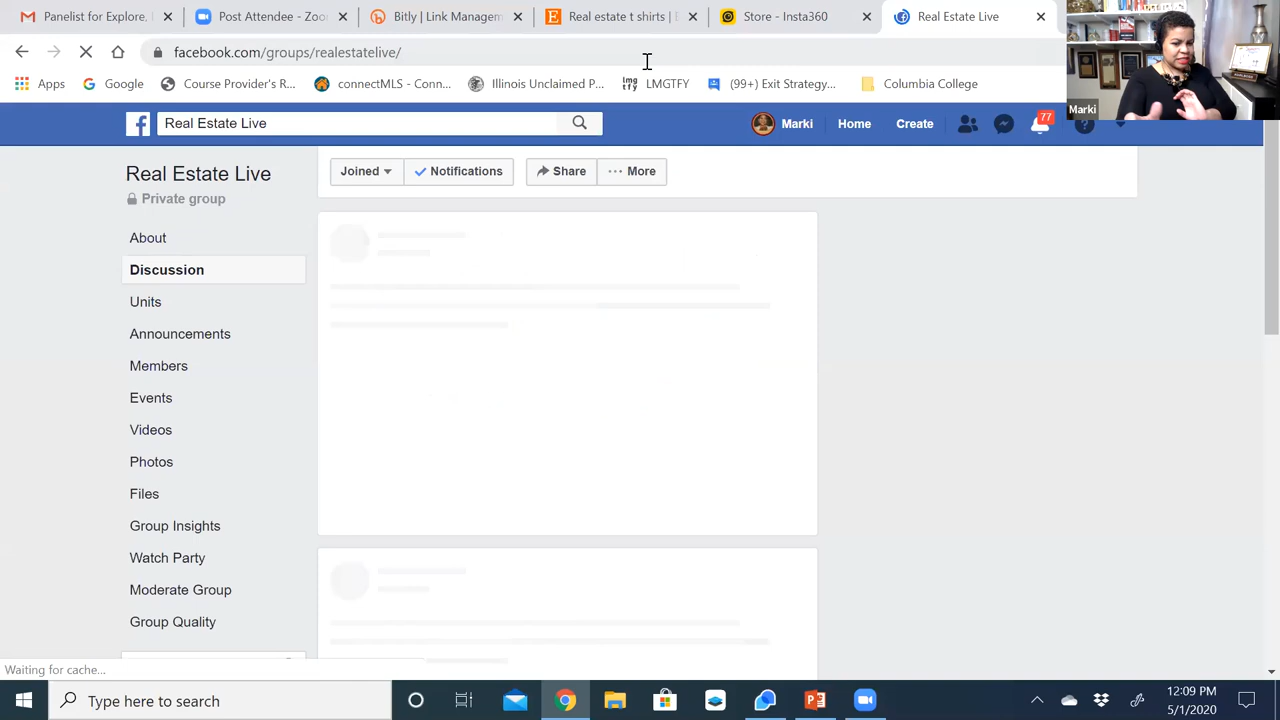 Panelist for Explore.
Post Attendee - Zoo
Bitly | Link Managem
Real estate t shirts | E
Store - Insta360
Real Estate Live
facebook.com/groups/realestatelive/
Apps
Google
Course Provider's R...
connectMLS - Conn...
Illinois Unclaimed P...
lmg tfy
LMGTFY
(99+) Exit Strategy...
Columbia College
Marki
Real Estate Live
Marki
Home
Create
77
Real Estate Live
Private group
Joined
Notifications
Share
More
About
Discussion
Units
Announcements
Members
Events
Videos
Photos
Files
Group Insights
Watch Party
Moderate Group
Group Quality
Waiting for cache...
Type here to search
12:09 PM
5/1/2020